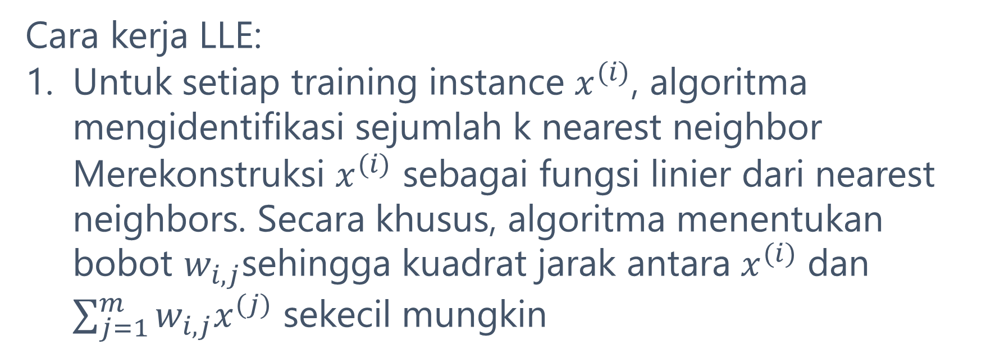 Cara kerja LLE:
1. Untuk setiap training instance $x^{(i)}$, algoritma
mengidentifikasi sejumlah k nearest neighbor
Merekonstruksi $x^{(i)}$ sebagai fungsi linier dari nearest
neighbors. Secara khusus, algoritma menentukan
bobot $w_{i,j}$sehingga kuadrat jarak antara $x^{(i)}$ dan
$\sum_{j=1}^{m} w_{i,j}x^{(j)}$ sekecil mungkin